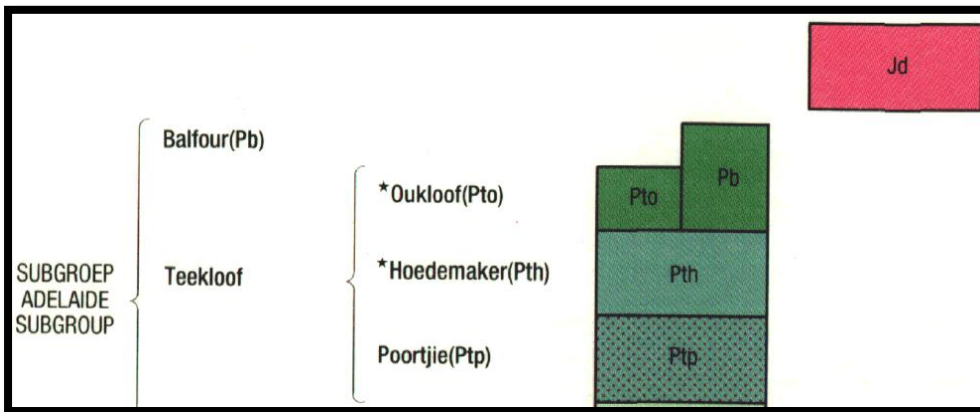 Jd
Balfour(Pb)
★Oukloof(Pto)
Pto
Pb
SUBGROEP
ADELAIDE
SUBGROUP
Teekloof
★Hoedemaker(Pth)
Pth
Poortjie(Ptp)
Ptp